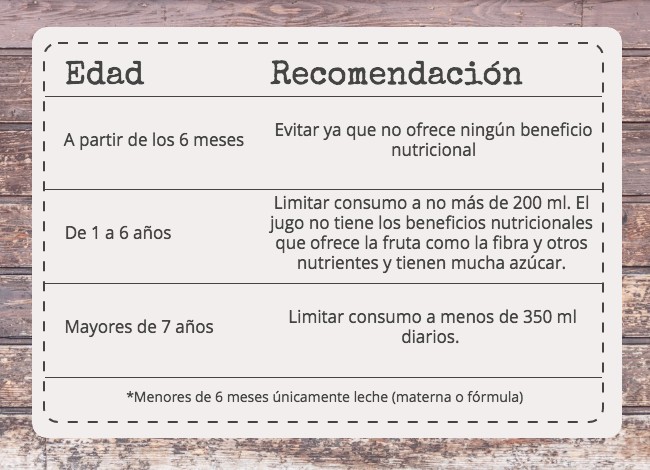 Edad Recomendación
A partir de los 6 meses
Evitar ya que no ofrece ningún beneficio
nutricional
De 1 a 6 años
Limitar consumo a no más de 200 ml. El
jugo no tiene los beneficios nutricionales
que ofrece la fruta como la fibra y otros
nutrientes y tienen mucha azúcar.
Mayores de 7 años
Limitar consumo a menos de 350 ml
diarios.
*Menores de 6 meses únicamente leche (materna o fórmula)